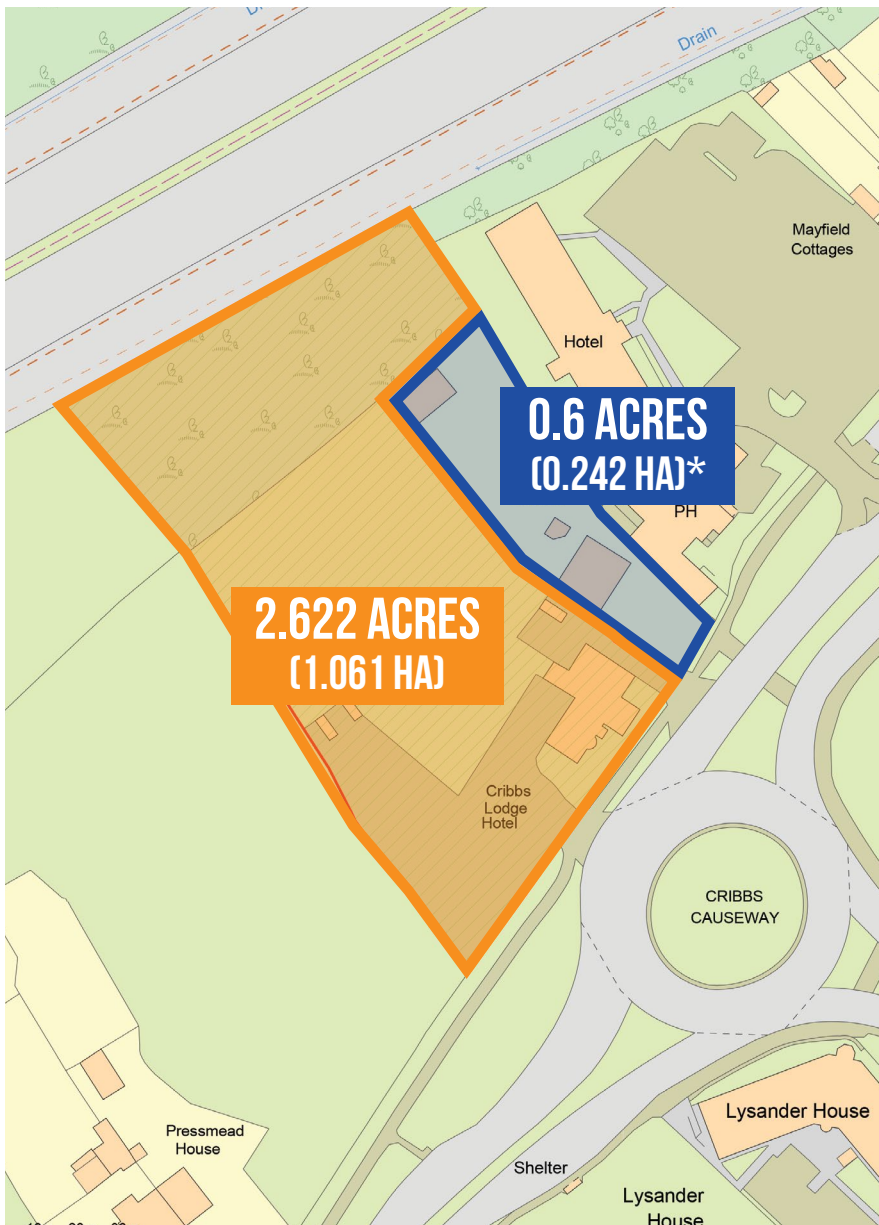 Drain
Mayfield
Cottages
Hotel
0.6 ACRES
(0.242 HA)*
PH
2.622 ACRES
(1.061 HA)
Cribbs
Lodge
Hotel
CRIBBS
CAUSEWAY
Lysander House
Pressmead
House
Shelter
Lysander
House